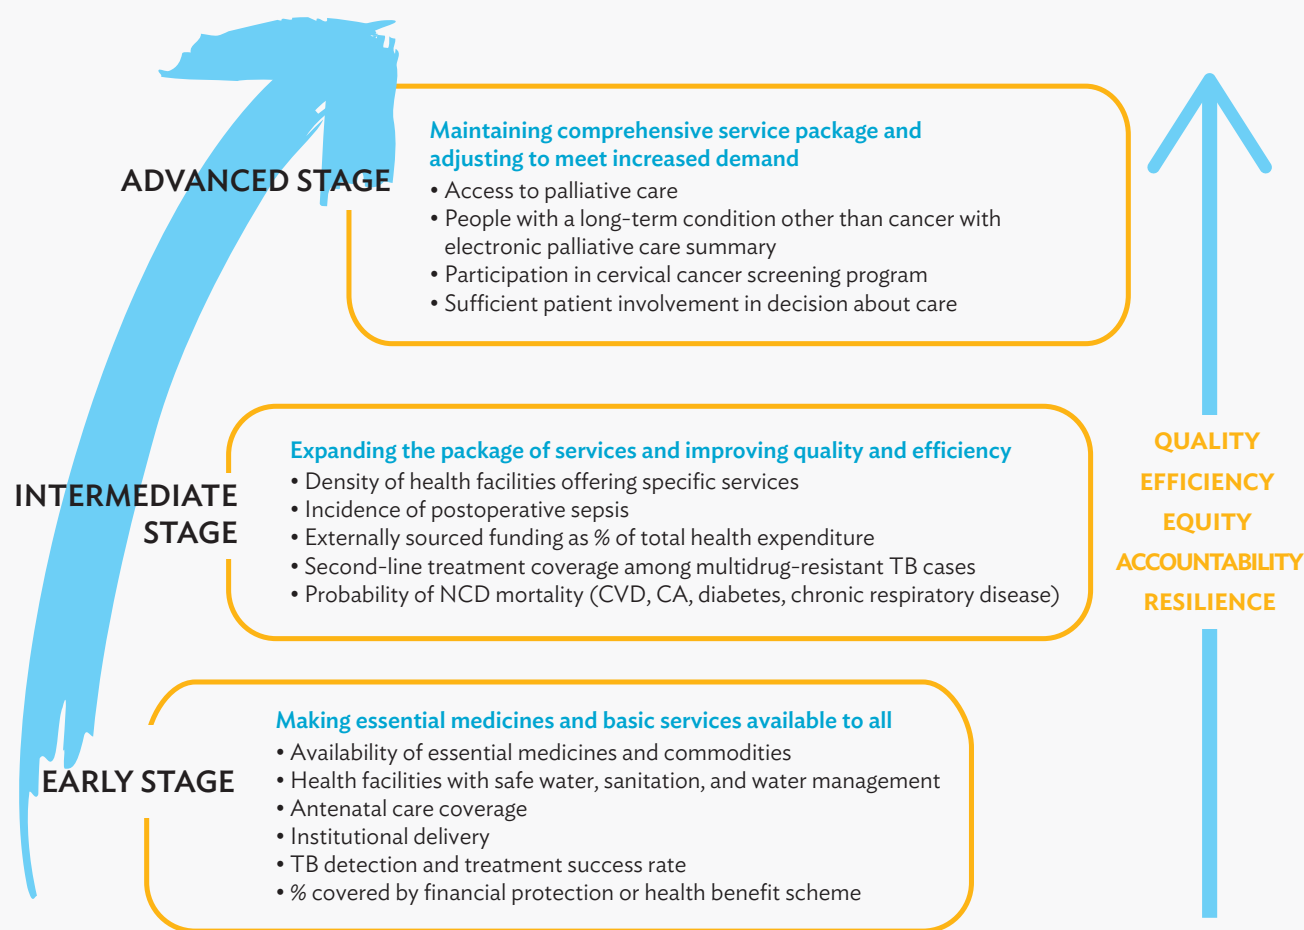 ADVANCED STAGE
Maintaining comprehensive service package and
adjusting to meet increased demand
• Access to palliative care
• People with a long-term condition other than cancer with
electronic palliative care summary
• Participation in cervical cancer screening program
• Sufficient patient involvement in decision about care
INTERMEDIATE
STAGE
Expanding the package of services and improving quality and efficiency
• Density of health facilities offering specific services
• Incidence of postoperative sepsis
• Externally sourced funding as % of total health expenditure
• Second-line treatment coverage among multidrug-resistant TB cases
• Probability of NCD mortality (CVD, CA, diabetes, chronic respiratory disease)
EARLY STAGE
Making essential medicines and basic services available to all
• Availability of essential medicines and commodities
• Health facilities with safe water, sanitation, and water management
• Antenatal care coverage
• Institutional delivery
• TB detection and treatment success rate
• % covered by financial protection or health benefit scheme
QUALITY
EFFICIENCY
EQUITY
ACCOUNTABILITY
RESILIENCE